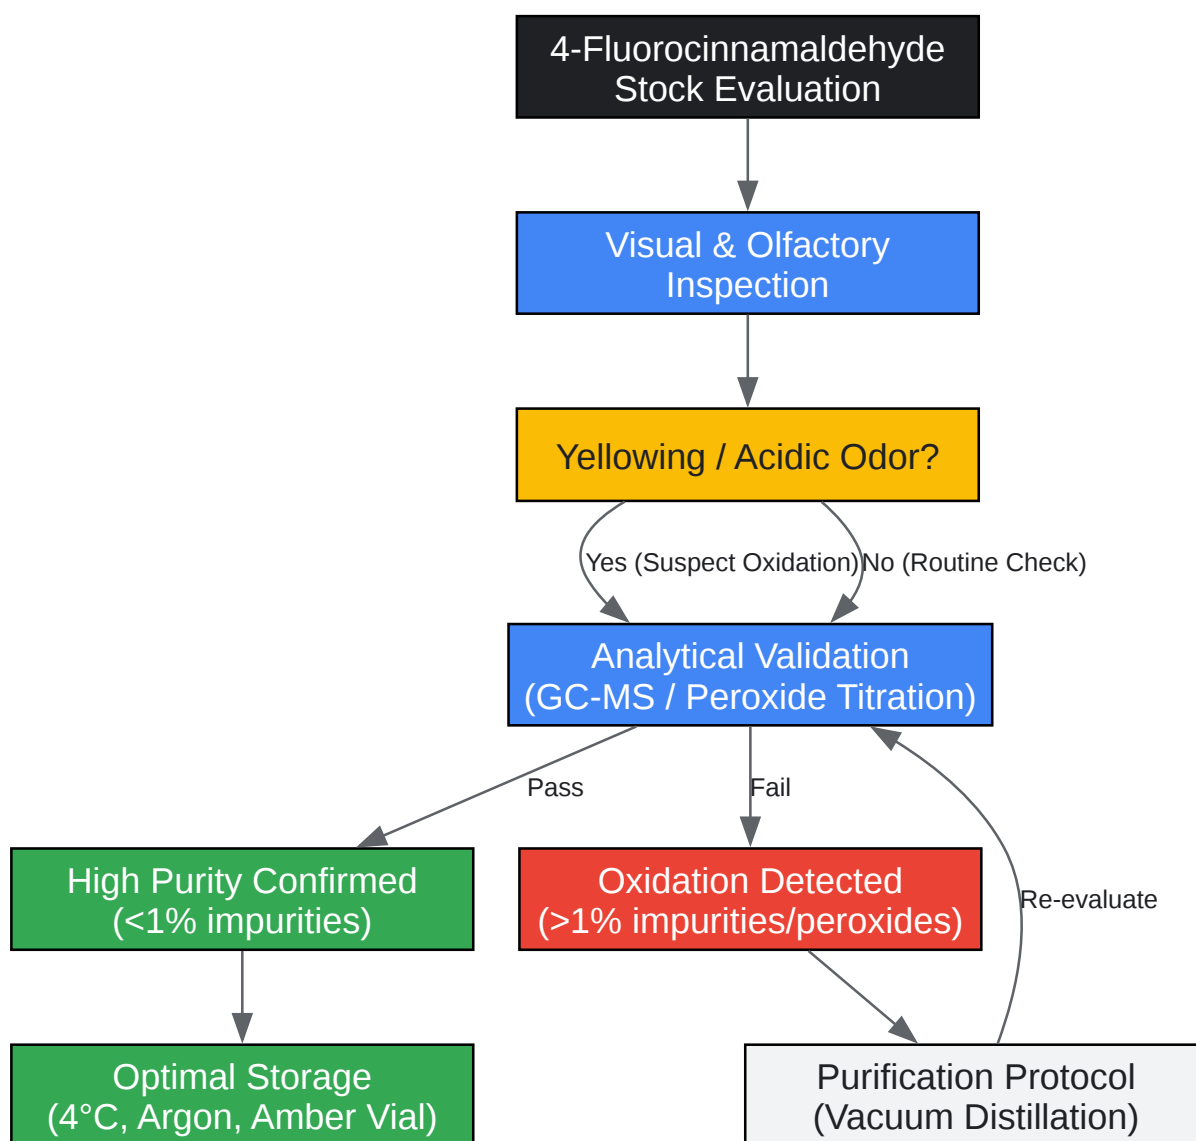 4-Fluorocinnamaldehyde
Stock Evaluation
Visual & Olfactory
Inspection
Yellowing / Acidic Odor?
Yes (Suspect Oxidation)
No (Routine Check)
Analytical Validation
(GC-MS / Peroxide Titration)
Pass
Fail
High Purity Confirmed
(<1% impurities)
Oxidation Detected
(>1% impurities/peroxides)
Re-evaluate
Optimal Storage
(4°C, Argon, Amber Vial)
Purification Protocol
(Vacuum Distillation)